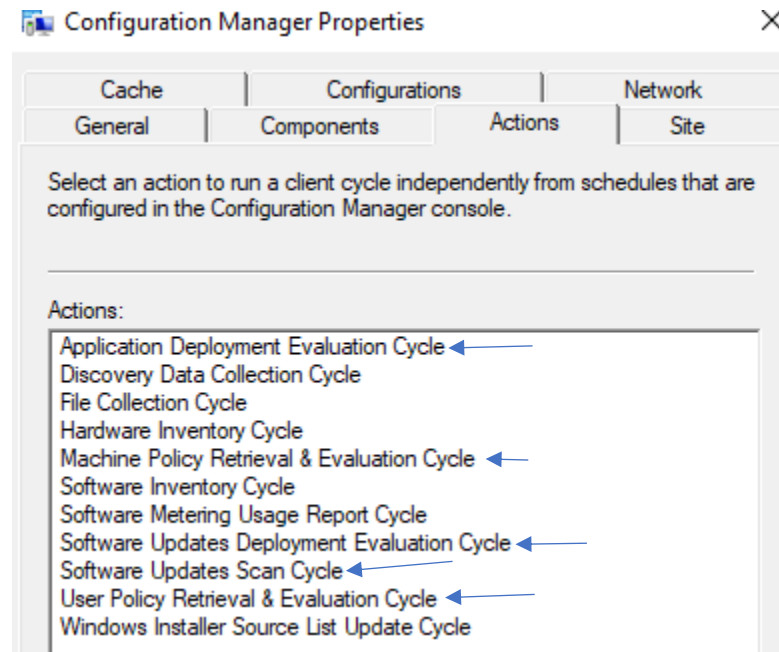 Configuration Manager Properties
Cache
Configurations
Network
General
Components
Actions
Site
Select an action to run a client cycle independently from schedules that are
configured in the Configuration Manager console.
Actions:
Application Deployment Evaluation Cycle
Discovery Data Collection Cycle
File Collection Cycle
Hardware Inventory Cycle
Machine Policy Retrieval & Evaluation Cycle
Software Inventory Cycle
Software Metering Usage Report Cycle
Software Updates Deployment Evaluation Cycle
Software Updates Scan Cycle
User Policy Retrieval & Evaluation Cycle
Windows Installer Source List Update Cycle